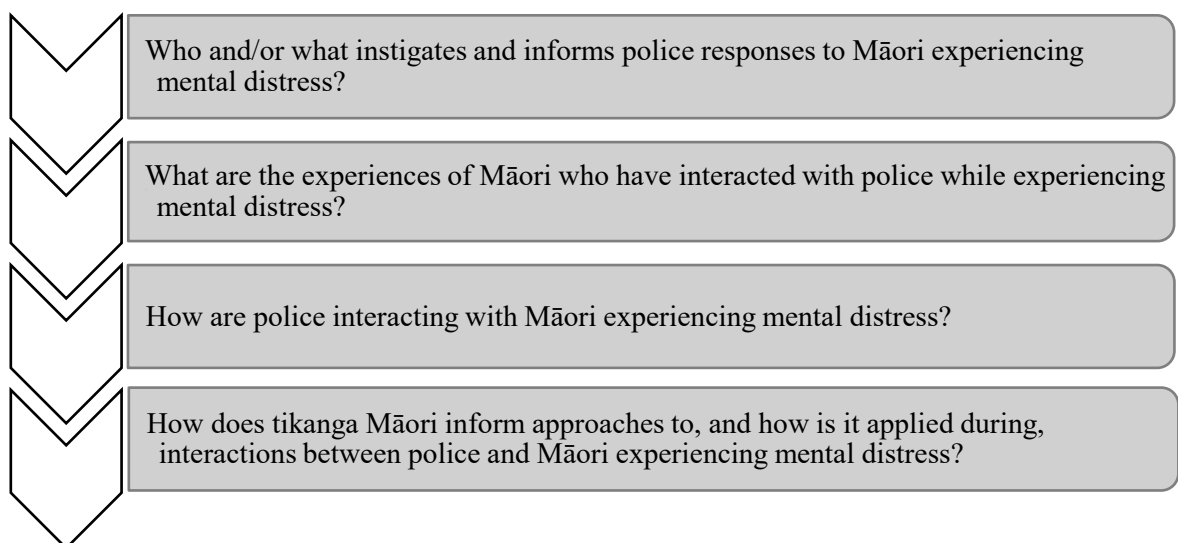 Who and/or what instigates and informs police responses to Māori experiencing
mental distress?
What are the experiences of Māori who have interacted with police while experiencing
mental distress?
How are police interacting with Māori experiencing mental distress?
How does tikanga Māori inform approaches to, and how is it applied during,
interactions between police and Māori experiencing mental distress?